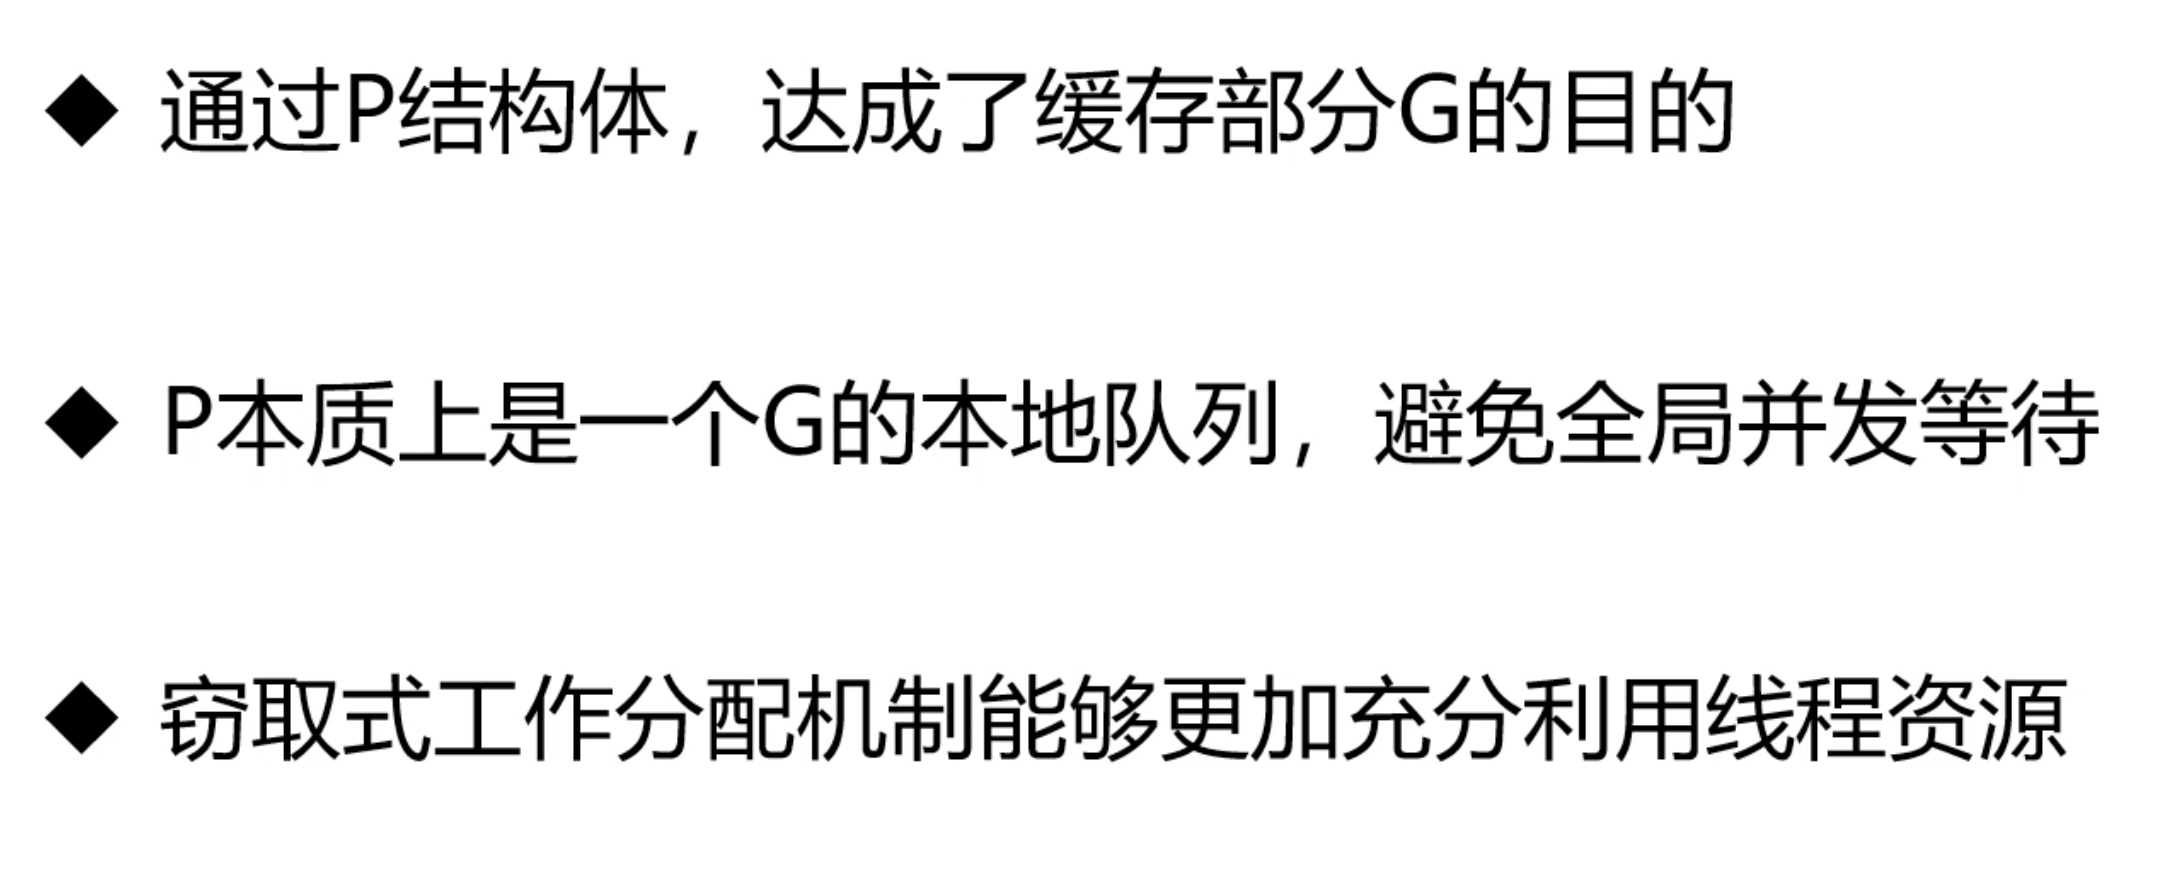 ◆ 通过P结构体，达成了缓存部分G的目的
◆ P本质上是一个G的本地队列，避免全局并发等待
◆ 窃取式工作分配机制能够更加充分利用线程资源